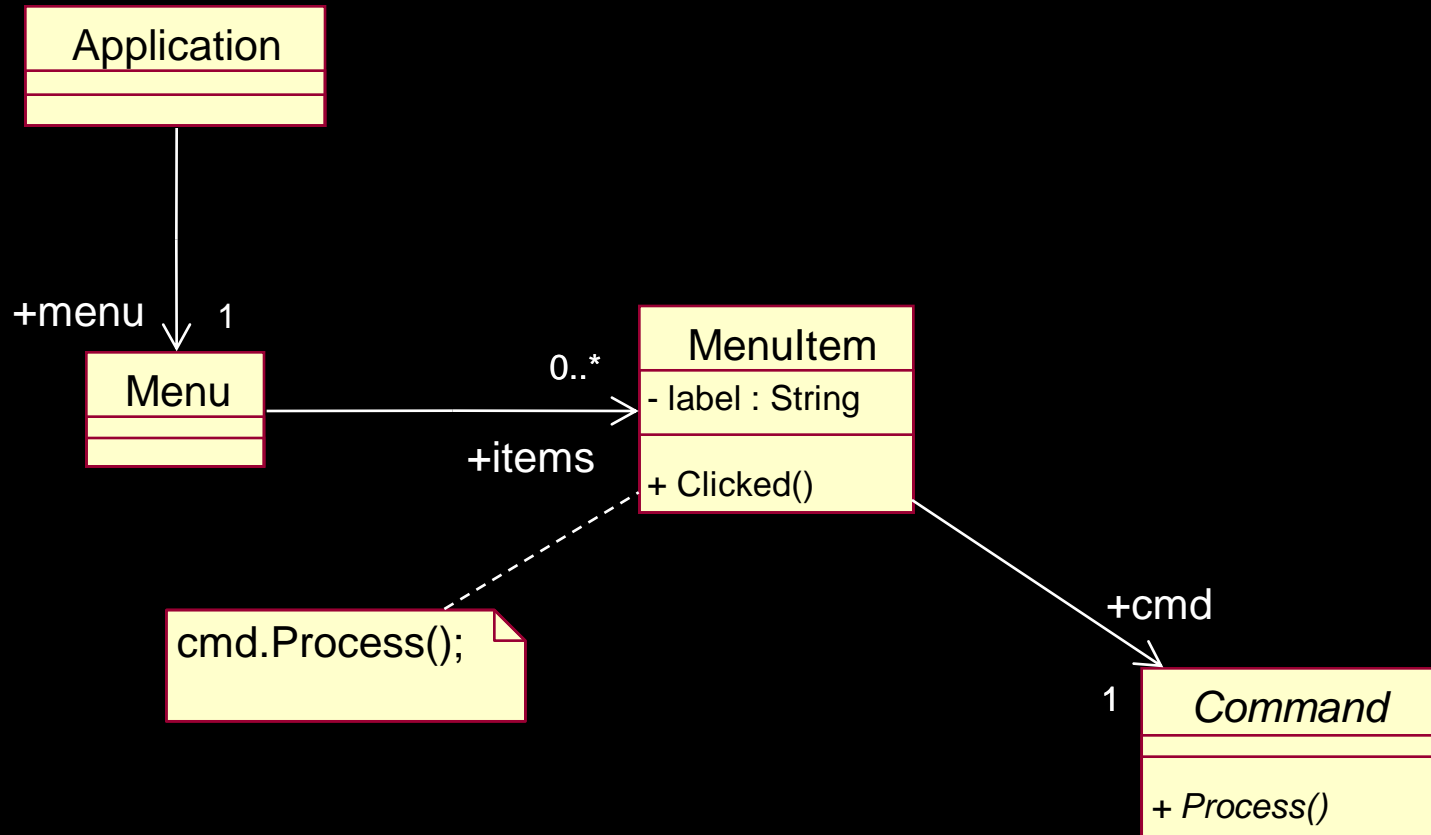 Application
+menu
1
Menu
0..*
+items
MenuItem
- label : String
+ Clicked()
cmd.Process();
+cmd
1
Command
+ Process()